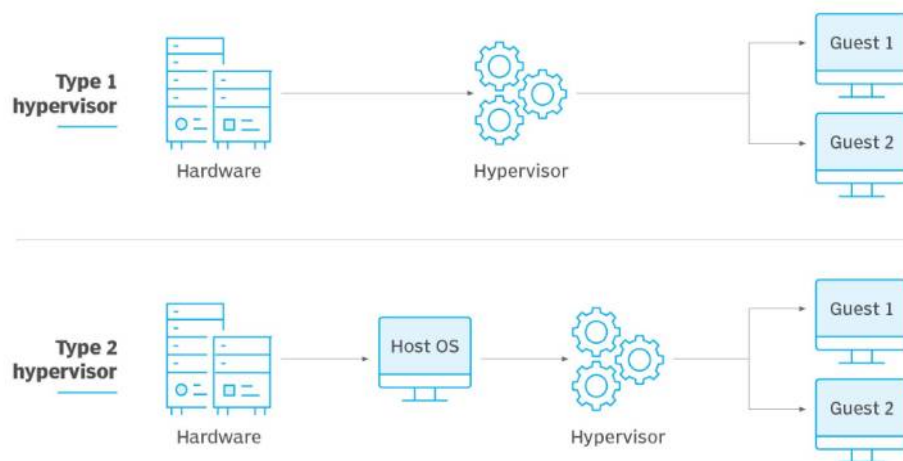 Type 1
hypervisor
Hardware
Hypervisor
Guest 1
Guest 2
Type 2
hypervisor
Hardware
Host OS
Hypervisor
Guest 1
Guest 2